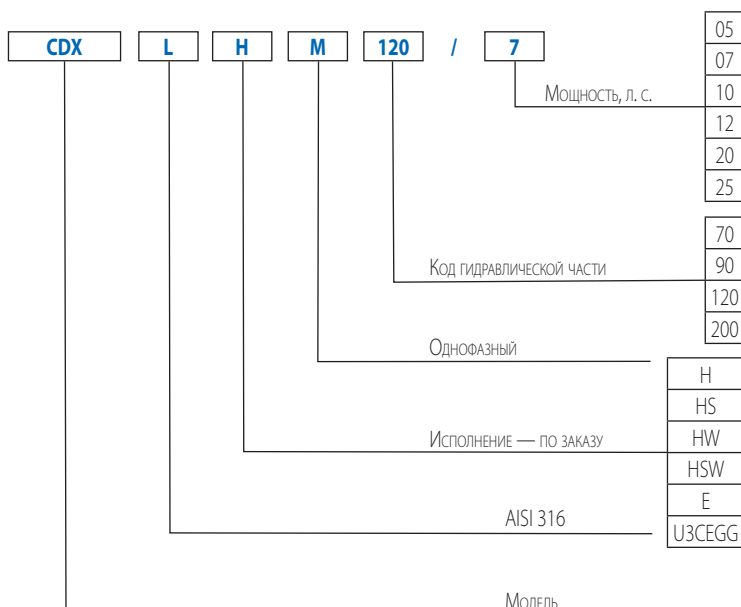 CDX L H M 120 / 7
Мощность, л. с.
05
07
10
12
20
25
Код гидравлической части
70
90
120
200
Однофазный
Исполнение — по заказу
H
HS
HW
HSW
E
U3CEGG
AISI 316
Модель